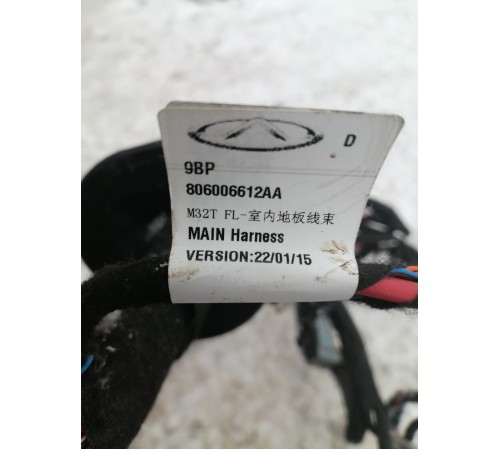 D
9BP
806006612AA
M32T FL-室内地板线束
MAIN Harness
VERSION:22/01/15